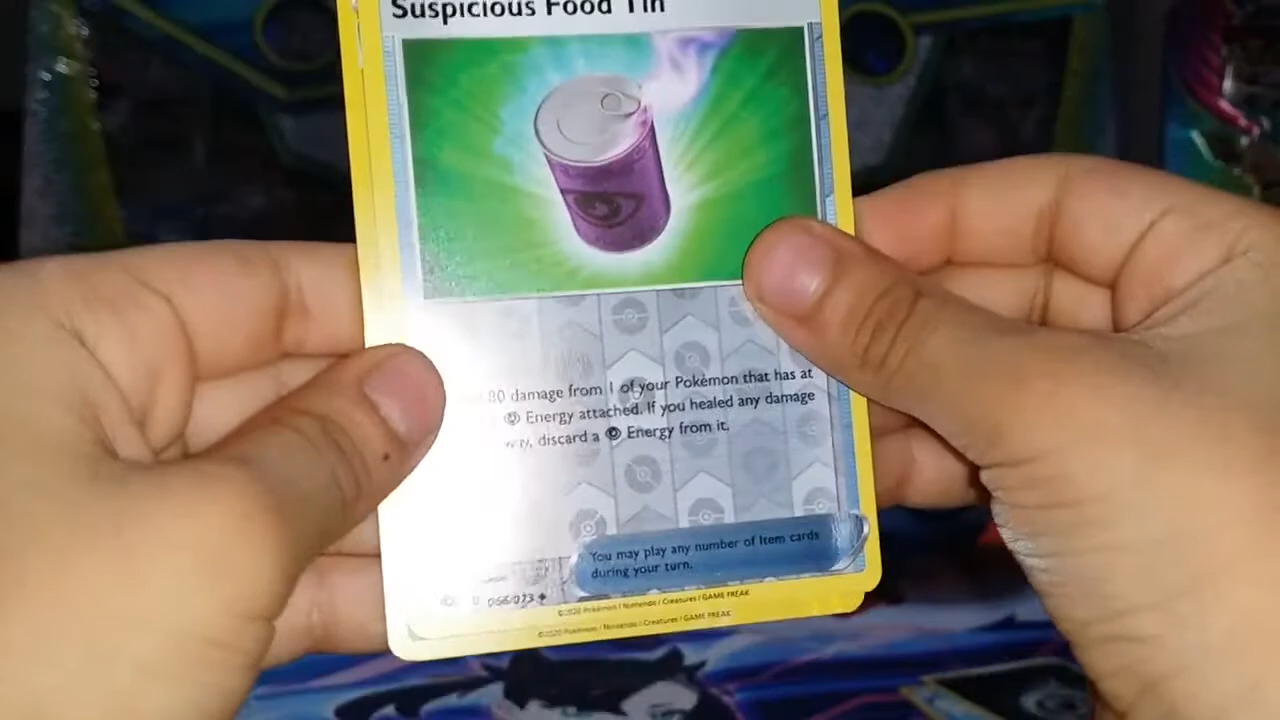 Suspicious Food Tin
80 damage from 1 of your Pokémon that has at
Energy attached. If you healed any damage
discard a Energy from it.
You may play any number of Item cards
during your turn.
066/073
©2020 Pokémon / Nintendo / Creatures / GAME FREAK
©2020 Pokémon / Nintendo / Creatures / GAME FREAK